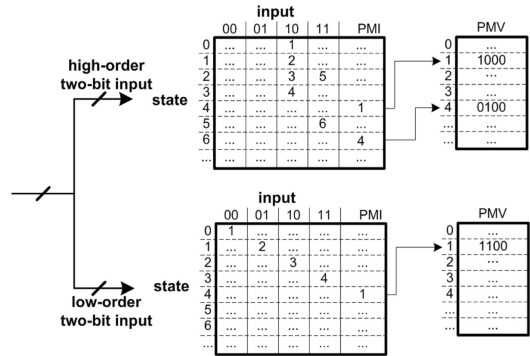 input
00 01 10 11 PMI PMV
high-order
two-bit input
state
0 ... ... 1 ... ...
1 ... ... 2 ... ...
2 ... ... 3 5 ...
3 ... ... 4 ... ...
4 ... ... ... ... 1
5 ... ... ... 6 ...
6 ... ... ... ... 4
... ... ... ... ... ...
0 ...
1 1000
2 ...
3 ...
4 0100
... ...
... ...
input
00 01 10 11 PMI PMV
low-order
two-bit input
state
0 1 ... ... ... ...
1 ... 2 ... ... ...
2 ... ... 3 ... ...
3 ... ... ... 4 ...
4 ... ... ... ... 1
5 ... ... ... ... ...
6 ... ... ... ... ...
... ... ... ... ... ...
0 ...
1 1100
2 ...
3 ...
4 ...
... ...
... ...